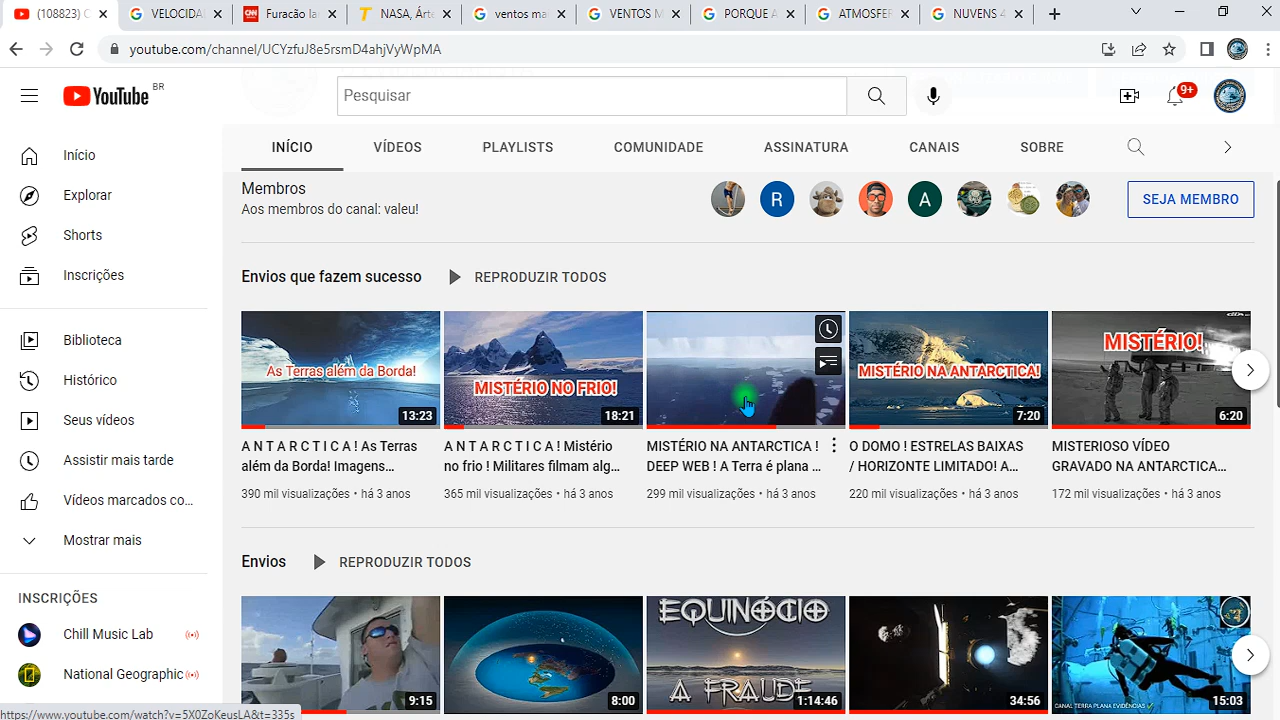 (108823) C
VELOCIDA
Furacão Ia
NASA, Árte
ventos ma
VENTOS M
PORQUE A
ATMOSFE
NUVENS 4
youtube.com/channel/UCYzfuJ8e5rsmD4ahjVyWpMA
YouTube BR
Pesquisar
9+
Início
Explorar
Shorts
Inscrições
Biblioteca
Histórico
Seus vídeos
Assistir mais tarde
Vídeos marcados co...
Mostrar mais
INSCRIÇÕES
Chill Music Lab
National Geographic
INÍCIO
VÍDEOS
PLAYLISTS
COMUNIDADE
ASSINATURA
CANAIS
SOBRE
Membros
Aos membros do canal: valeu!
R
A
SEJA MEMBRO
Envios que fazem sucesso
REPRODUZIR TODOS
As Terras além da Borda!
13:23
A N T A R C T I C A ! As Terras
além da Borda! Imagens...
390 mil visualizações • há 3 anos
MISTÉRIO NO FRIO!
18:21
A N T A R C T I C A ! Mistério
no frio ! Militares filmam alg...
365 mil visualizações • há 3 anos
MISTÉRIO NA ANTARCTICA !
DEEP WEB ! A Terra é plana ...
299 mil visualizações • há 3 anos
MISTÉRIO NA ANTARCTICA!
7:20
O DOMO ! ESTRELAS BAIXAS
/ HORIZONTE LIMITADO! A...
220 mil visualizações • há 3 anos
MISTÉRIO!
6:20
MISTERIOSO VÍDEO
GRAVADO NA ANTARCTICA...
172 mil visualizações • há 3 anos
Envios
REPRODUZIR TODOS
9:15
8:00
EQUINÓCIO
A FRAUDE
1:14:46
34:56
CANAL TERRA PLANA EVIDÊNCIAS
15:03
https://www.youtube.com/watch?v=5X0ZoKeusLA&t=335s